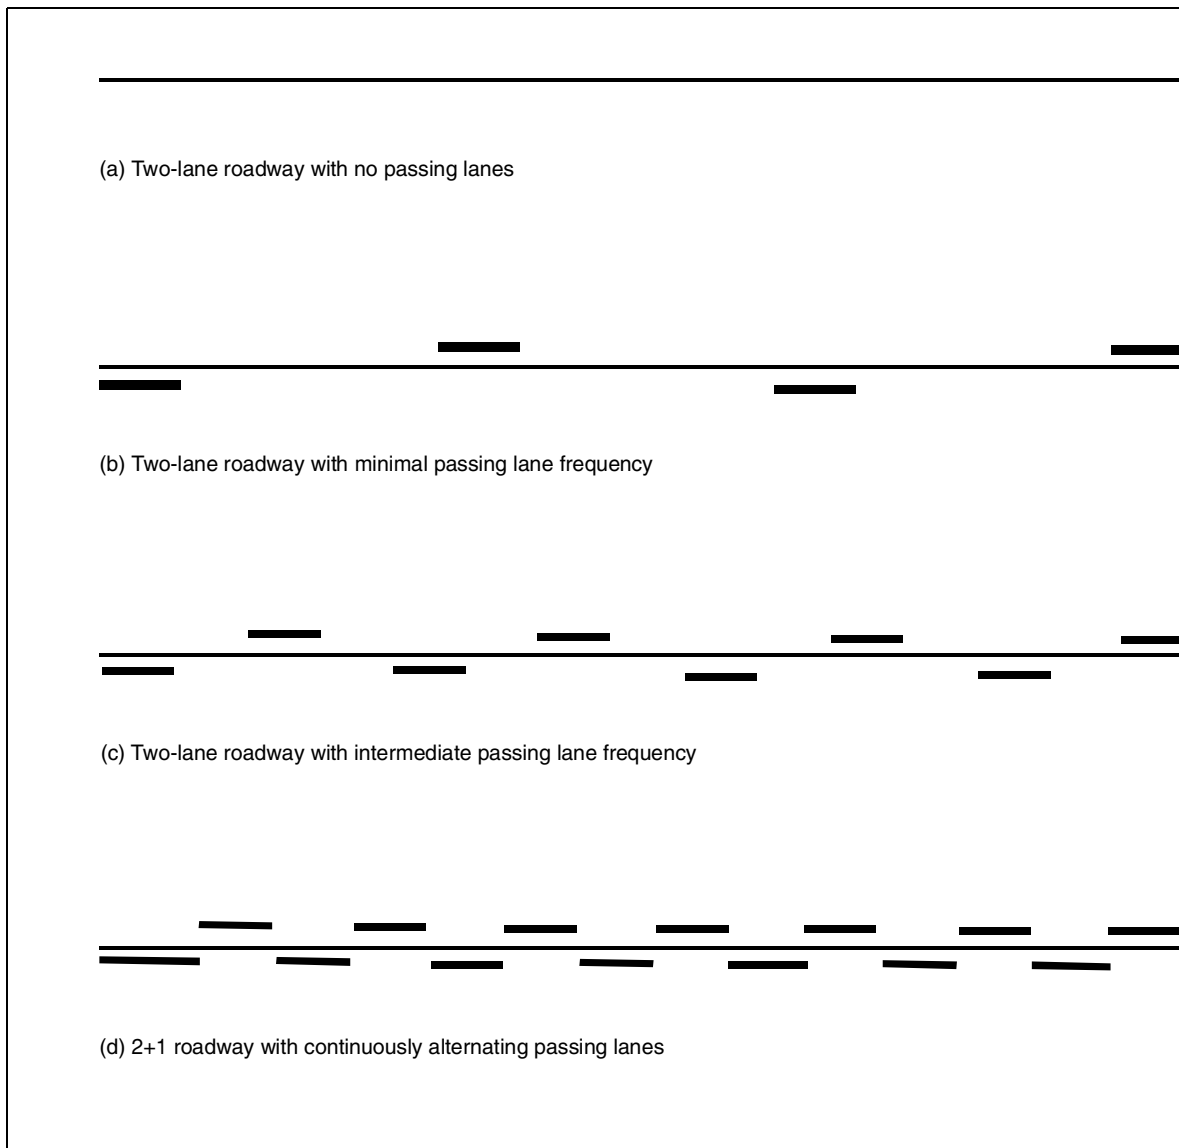 (a) Two-lane roadway with no passing lanes
(b) Two-lane roadway with minimal passing lane frequency
(c) Two-lane roadway with intermediate passing lane frequency
(d) 2+1 roadway with continuously alternating passing lanes